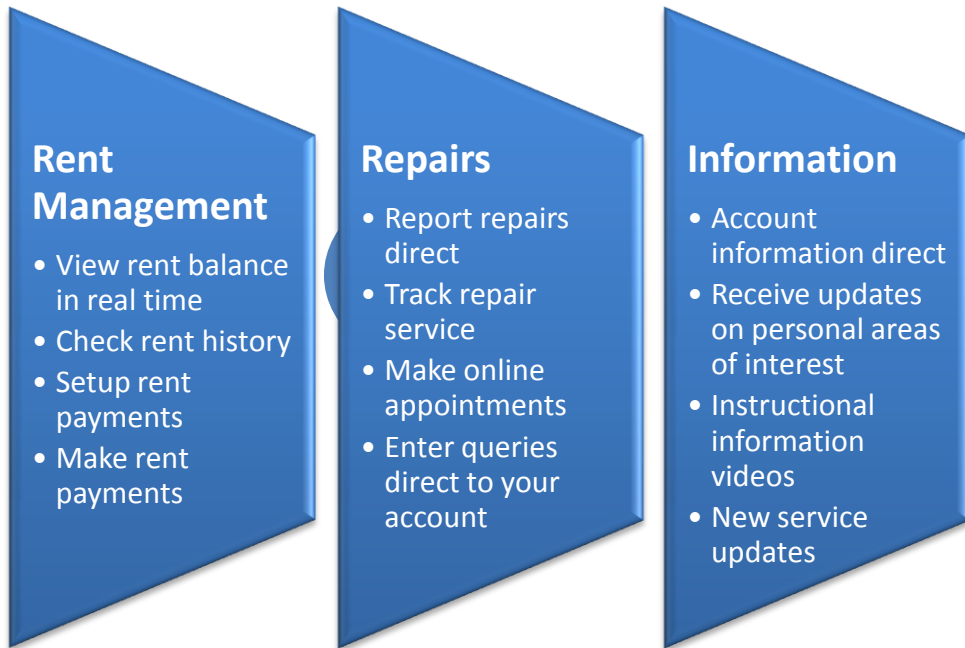 Rent
Management
• View rent balance
in real time
• Check rent history
• Setup rent
payments
• Make rent
payments
Repairs
• Report repairs
direct
• Track repair
service
• Make online
appointments
• Enter queries
direct to your
account
Information
• Account
information direct
• Receive updates
on personal areas
of interest
• Instructional
information
videos
• New service
updates